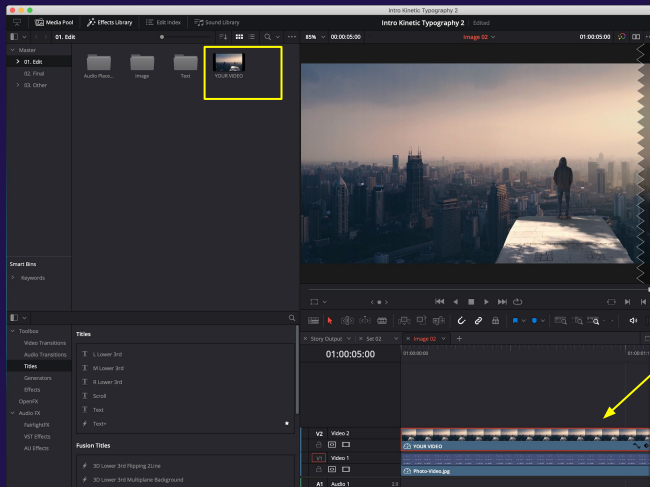 Intro Kinetic Typography 2
Media Pool
Effects Library
Edit Index
Sound Library
Intro Kinetic Typography 2
Edited
01. Edit
85%
00:00:05:00
Image 02
01:00:05:00
Master
01. Edit
02. Final
03. Other
Audio Place...
Image
Text
YOUR VIDEO
Smart Bins
Keywords
Toolbox
Video Transitions
Audio Transitions
Titles
Generators
Effects
OpenFX
Audio FX
FairlightFX
VST Effects
AU Effects
Titles
L Lower 3rd
M Lower 3rd
R Lower 3rd
Scroll
Text
Text+
Fusion Titles
3D Lower 3rd Flipping 2Line
3D Lower 3rd Multiplane Background
Story Output
Set 02
Image 02
01:00:05:00
01:00:00:00
V2 Video 2
YOUR VIDEO
V1 Video 1
Photo-Video.jpg
A1 Audio 1
2.0